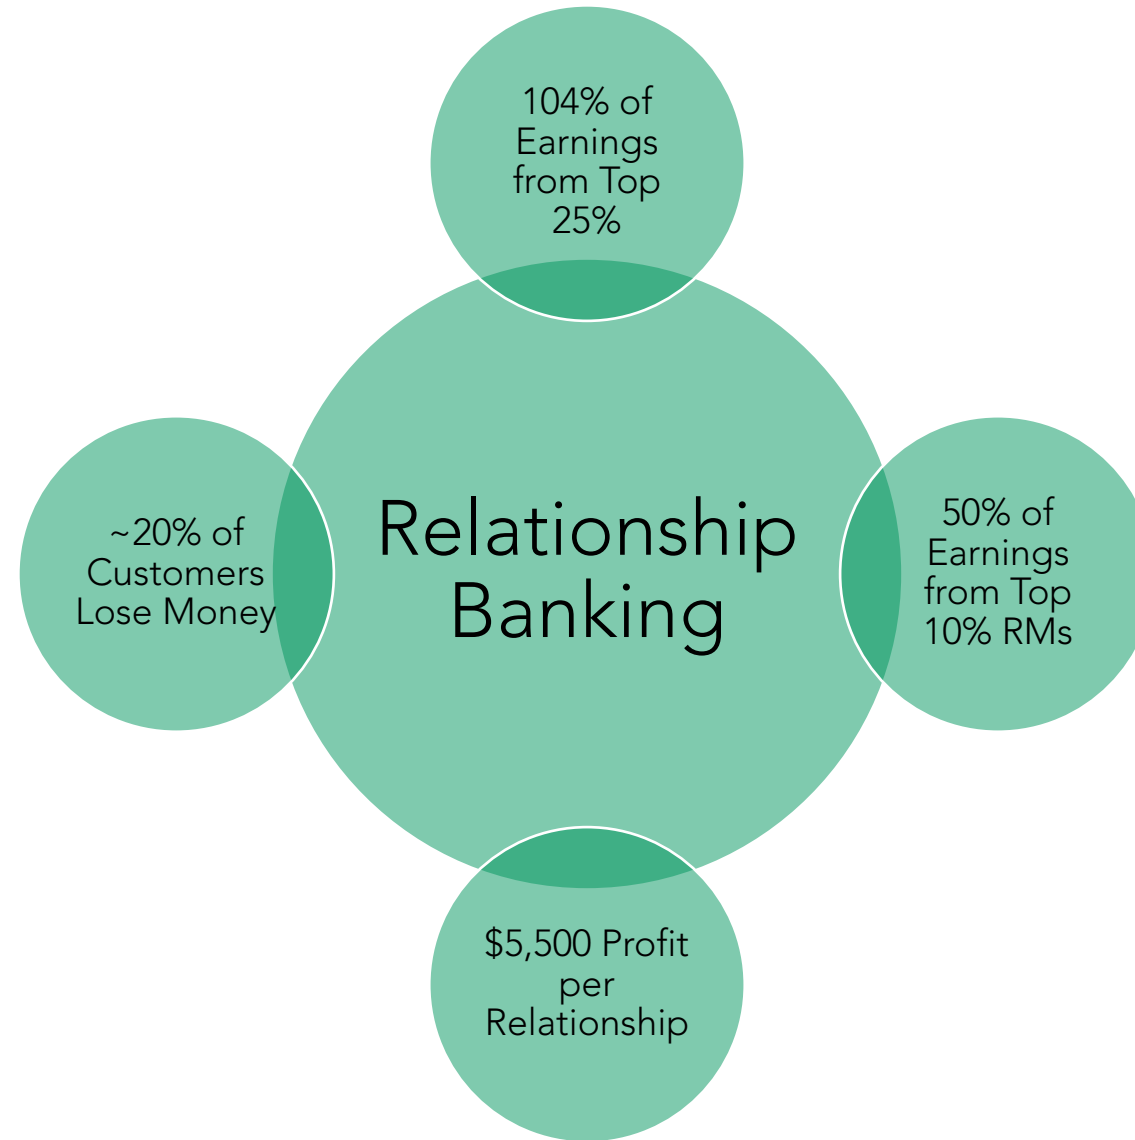 104% of
Earnings
from Top
25%
~20% of
Customers
Lose Money
Relationship
Banking
50% of
Earnings
from Top
10% RMs
$5,500 Profit
per
Relationship